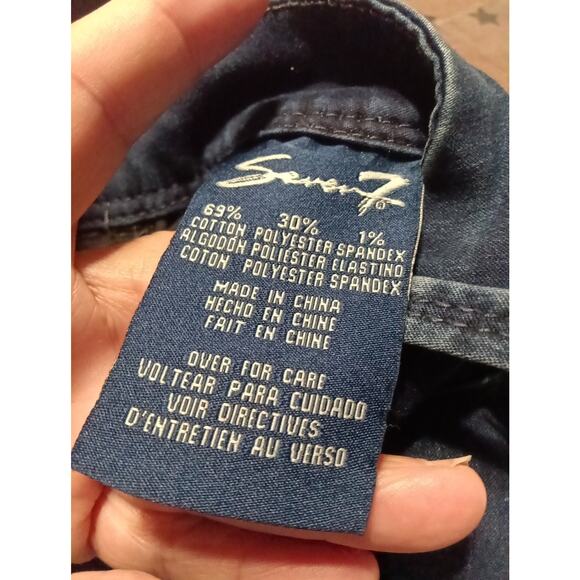 Seven7
69% 30% 1%
COTTON POLYESTER SPANDEX
ALGODON POLIESTER ELASTINO
COTON POLYESTER SPANDEX
MADE IN CHINA
HECHO EN CHINE
FAIT EN CHINE
OVER FOR CARE
VOLTEAR PARA CUIDADO
VOIR DIRECTIVES
D'ENTRETIEN AU VERSO